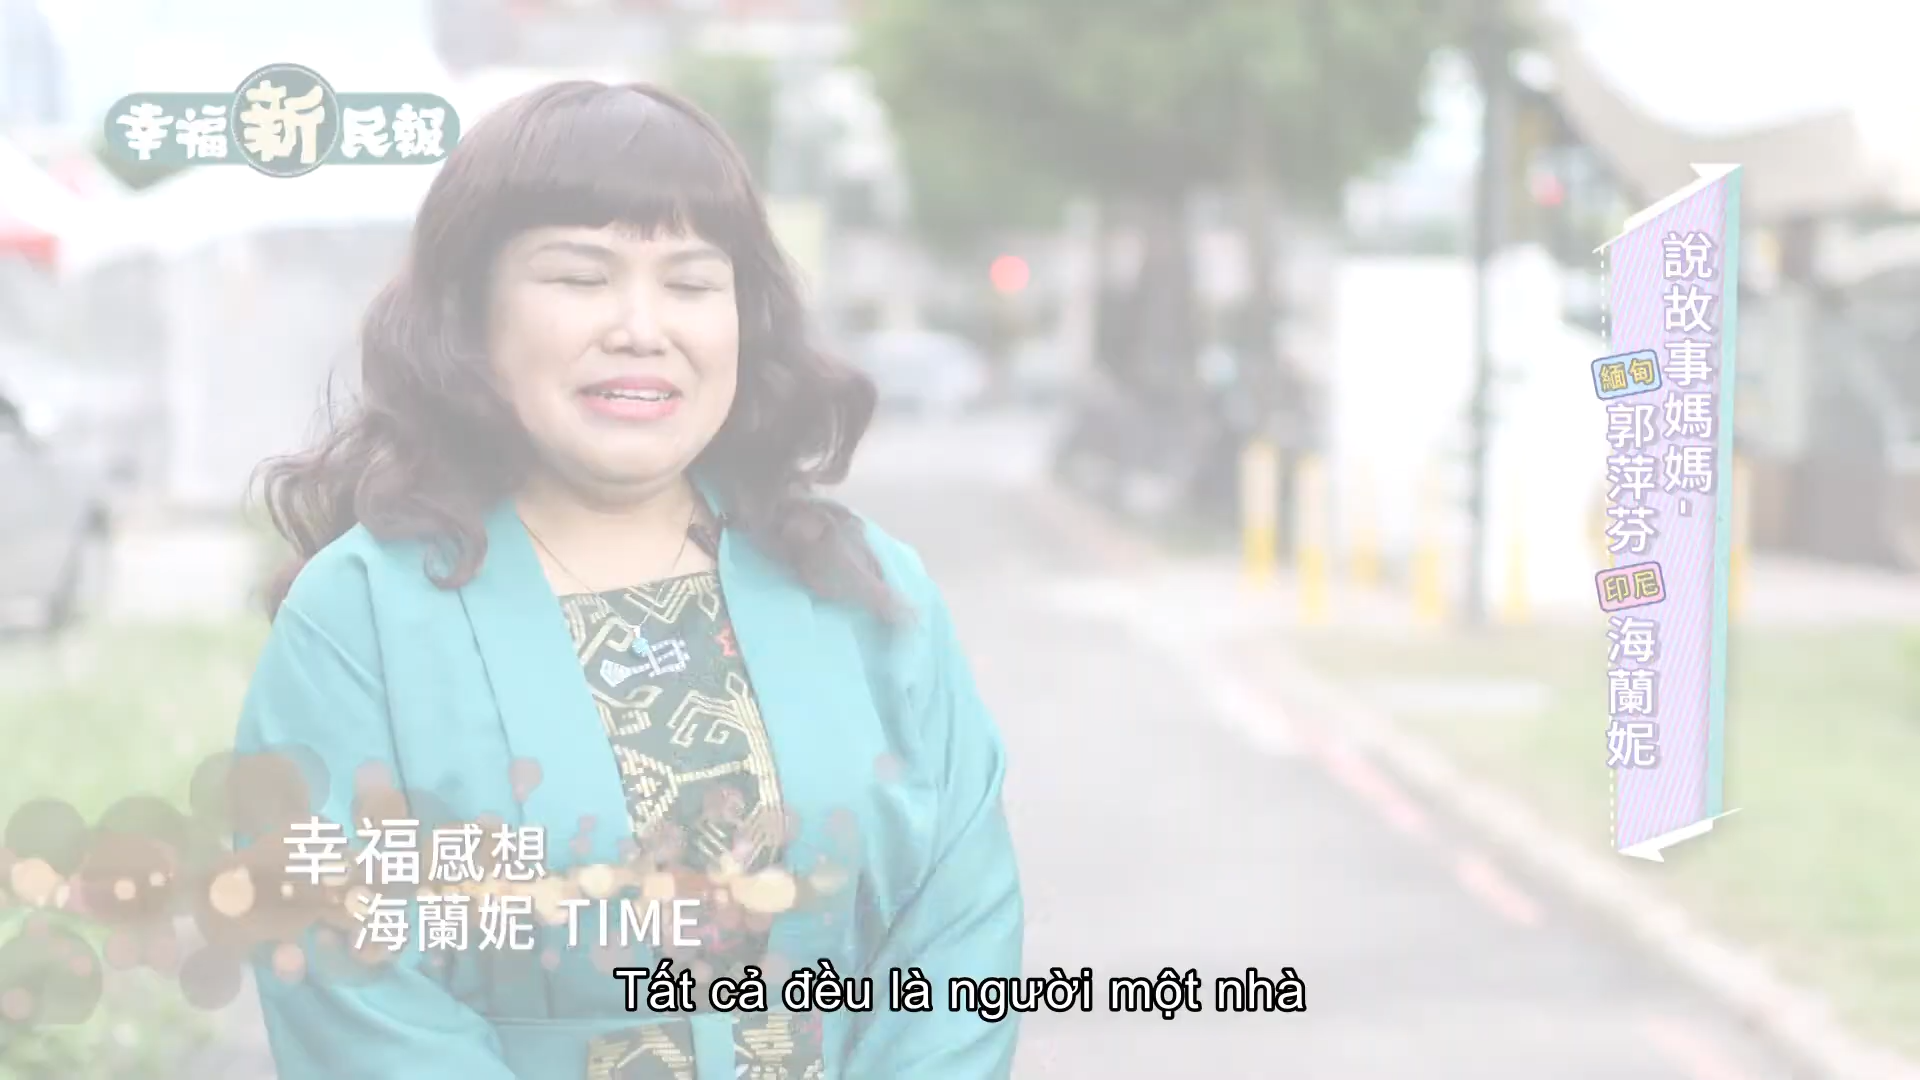 幸福新民報
說故事媽媽-
緬甸 郭萍芬 印尼 海蘭妮
幸福感想
海蘭妮 TIME
Tất cả đều là người một nhà